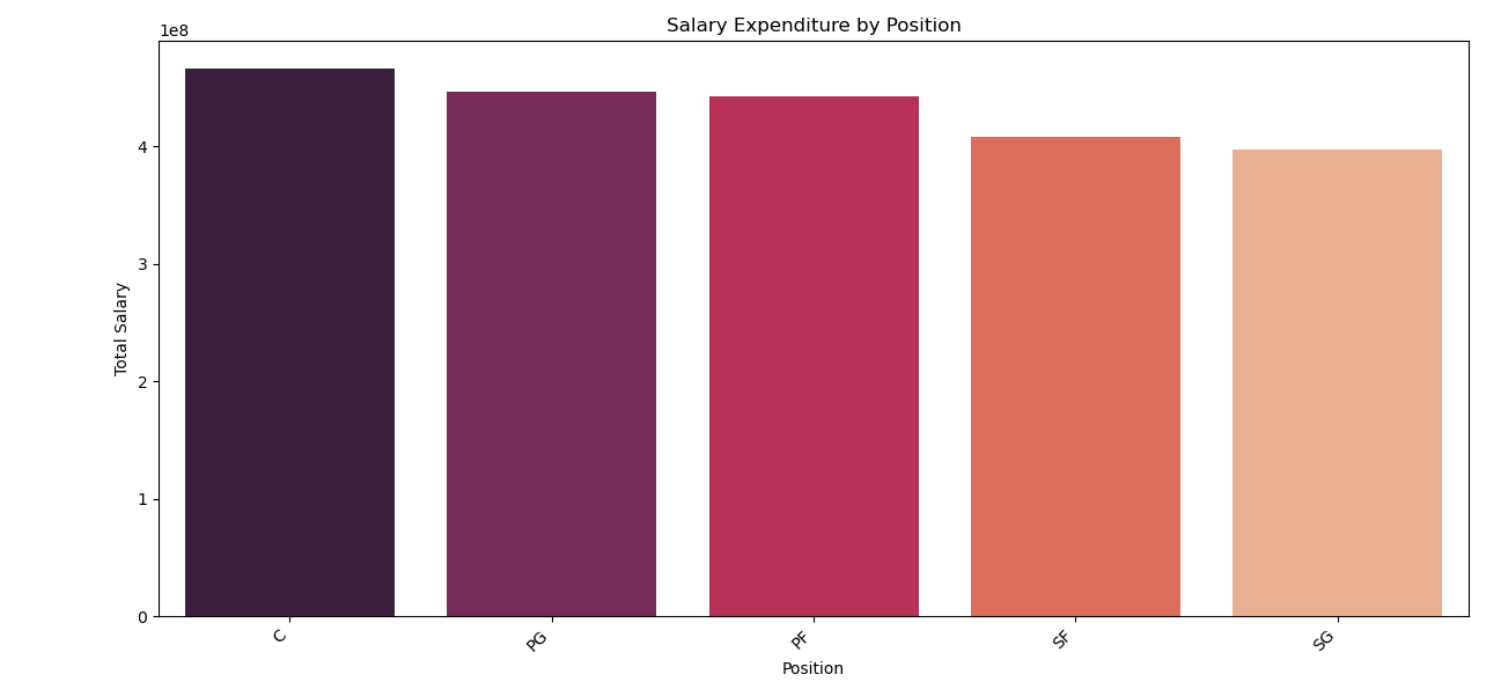 Salary Expenditure by Position
1e8
4
3
2
1
0
Total Salary
C
PG
PF
SF
SG
Position